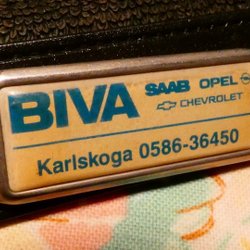 BIVA SAAB OPEL
CHEVROLET
Karlskoga 0586-36450